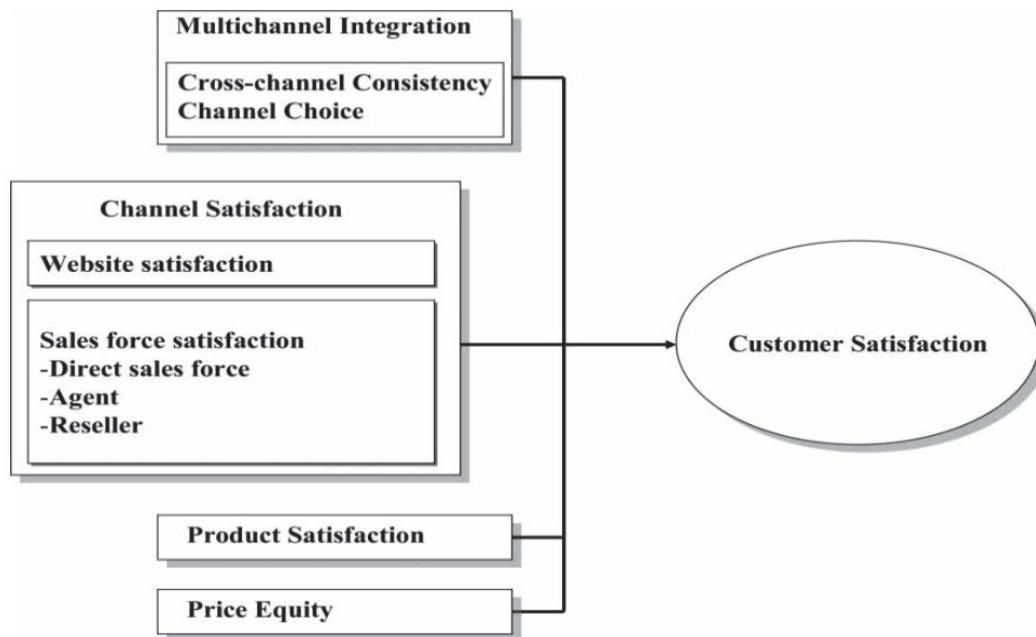 Multichannel Integration
Cross-channel Consistency
Channel Choice
Channel Satisfaction
Website satisfaction
Sales force satisfaction
-Direct sales force
-Agent
-Reseller
Customer Satisfaction
Product Satisfaction
Price Equity